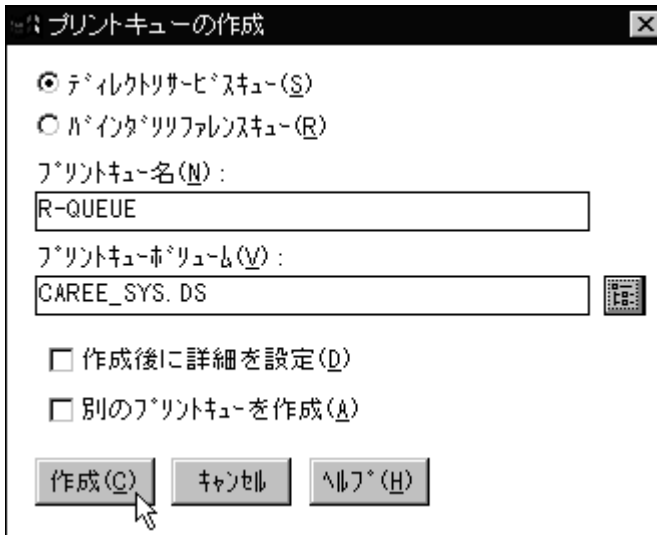 プリントキューの作成
ﾃﾞｨﾚｸﾄﾘｻｰﾋﾞｽｷｭｰ(S)
ﾊﾞｲﾝﾀﾞﾘﾘﾌｧﾚﾝｽｷｭｰ(R)
ﾌﾟﾘﾝﾄｷｭｰ名(N) :
R-QUEUE
ﾌﾟﾘﾝﾄｷｭｰﾎﾞﾘｭｰﾑ(V) :
CAREE_SYS.DS
作成後に詳細を設定(D)
別のﾌﾟﾘﾝﾄｷｭｰを作成(A)
作成(C) ｷｬﾝｾﾙ ﾍﾙﾌﾟ(H)